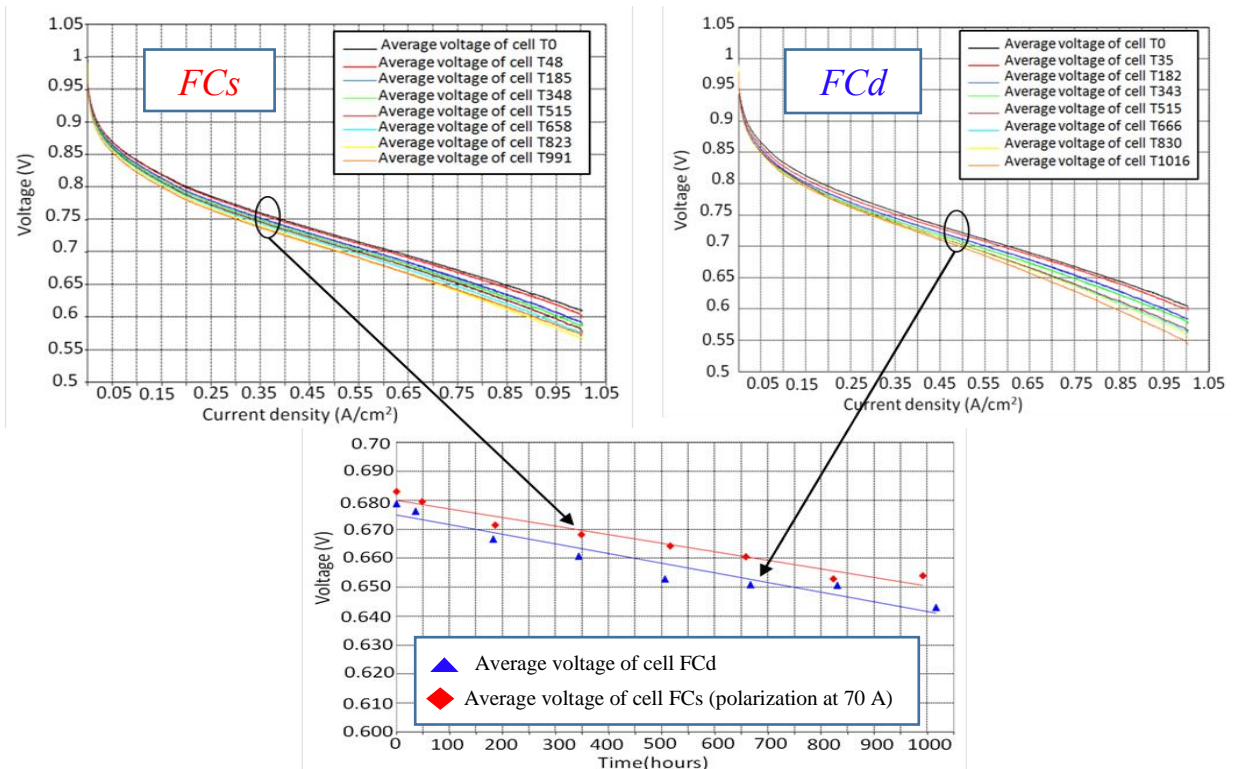 FCs
1.05
1
0.95
0.9
0.85
0.8
0.75
0.7
0.65
0.6
0.55
0.5
Voltage (V)
Average voltage of cell T0
Average voltage of cell T48
Average voltage of cell T185
Average voltage of cell T348
Average voltage of cell T515
Average voltage of cell T658
Average voltage of cell T823
Average voltage of cell T991
0.05 0.15 0.25 0.35 0.45 0.55 0.65 0.75 0.85 0.95 1.05
Current density (A/cm²)
FCd
1.05
1
0.95
0.9
0.85
0.8
0.75
0.7
0.65
0.6
0.55
0.5
Voltage (V)
Average voltage of cell T0
Average voltage of cell T35
Average voltage of cell T182
Average voltage of cell T343
Average voltage of cell T515
Average voltage of cell T666
Average voltage of cell T830
Average voltage of cell T1016
0.05 0.15 0.25 0.35 0.45 0.55 0.65 0.75 0.85 0.95 1.05
Current density (A/cm²)
0.70
0.690
0.680
0.670
0.660
0.650
0.640
0.630
0.620
0.610
0.600
Voltage (V)
Average voltage of cell FCd
Average voltage of cell FCs (polarization at 70 A)
0 100 200 300 400 500 600 700 800 900 1000
Time(hours)